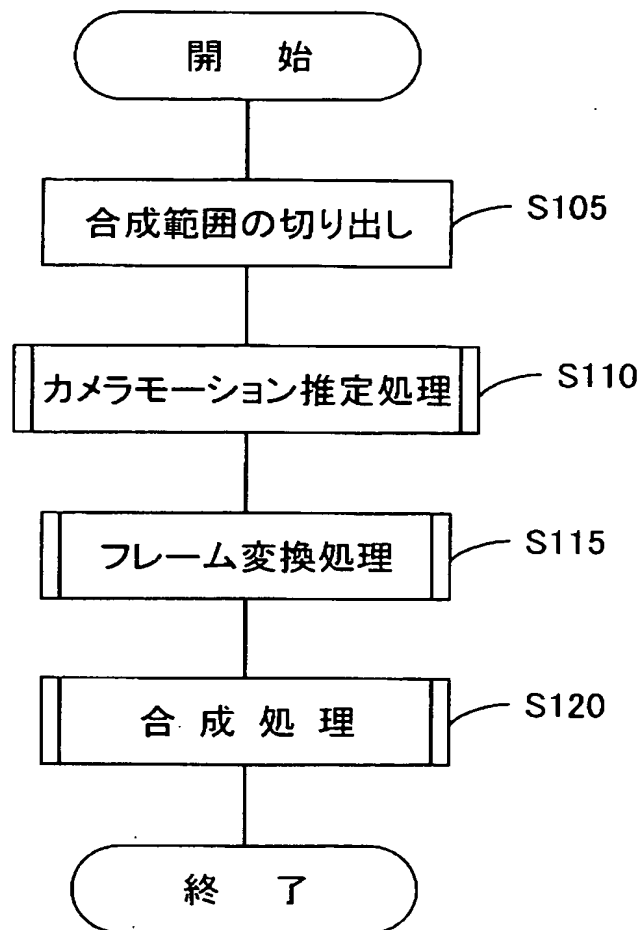 開 始
合成範囲の切り出し
S105
カメラモーション推定処理
S110
フレーム変換処理
S115
合成処理
S120
終 了